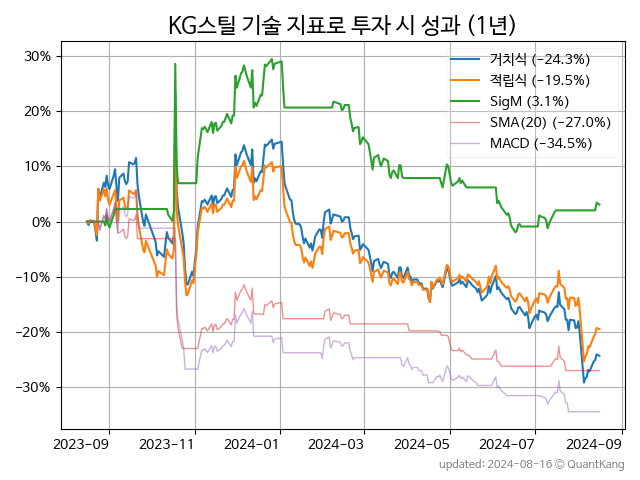 KG스틸 기술 지표로 투자 시 성과 (1년)
30%
20%
10%
0%
−10%
−20%
−30%
거치식 (−24.3%)
적립식 (−19.5%)
SigM (3.1%)
SMA(20) (−27.0%)
MACD (−34.5%)
2023-09
2023-11
2024-01
2024-03
2024-05
2024-07
2024-09
updated: 2024-08-16 © QuantKang